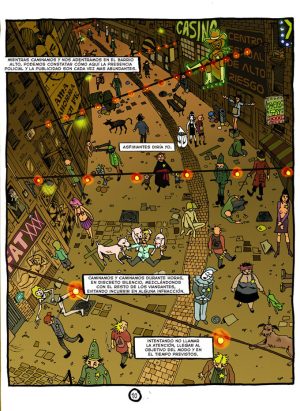 CASINO
MIENTRAS CAMINAMOS Y NOS ADENTRAMOS EN EL BARRIO
ALTO, PODEMOS CONSTATAR CÓMO AQUÍ LA PRESENCIA
POLICIAL Y LA PUBLICIDAD SON CADA VEZ MÁS ABUNDANTES.
ASFIXIANTES DIRÍA YO.
CAMINAMOS Y CAMINAMOS DURANTE HORAS,
EN DISCRETO SILENCIO, MEZCLÁNDONOS
CON EL RESTO DE LOS VIANDANTES,
EVITANDO INCURRIR EN ALGUNA INFRACCIÓN.
INTENTANDO NO LLAMAR
LA ATENCIÓN, LLEGAR AL
OBJETIVO DEL MODO Y EN
EL TIEMPO PREVISTOS.